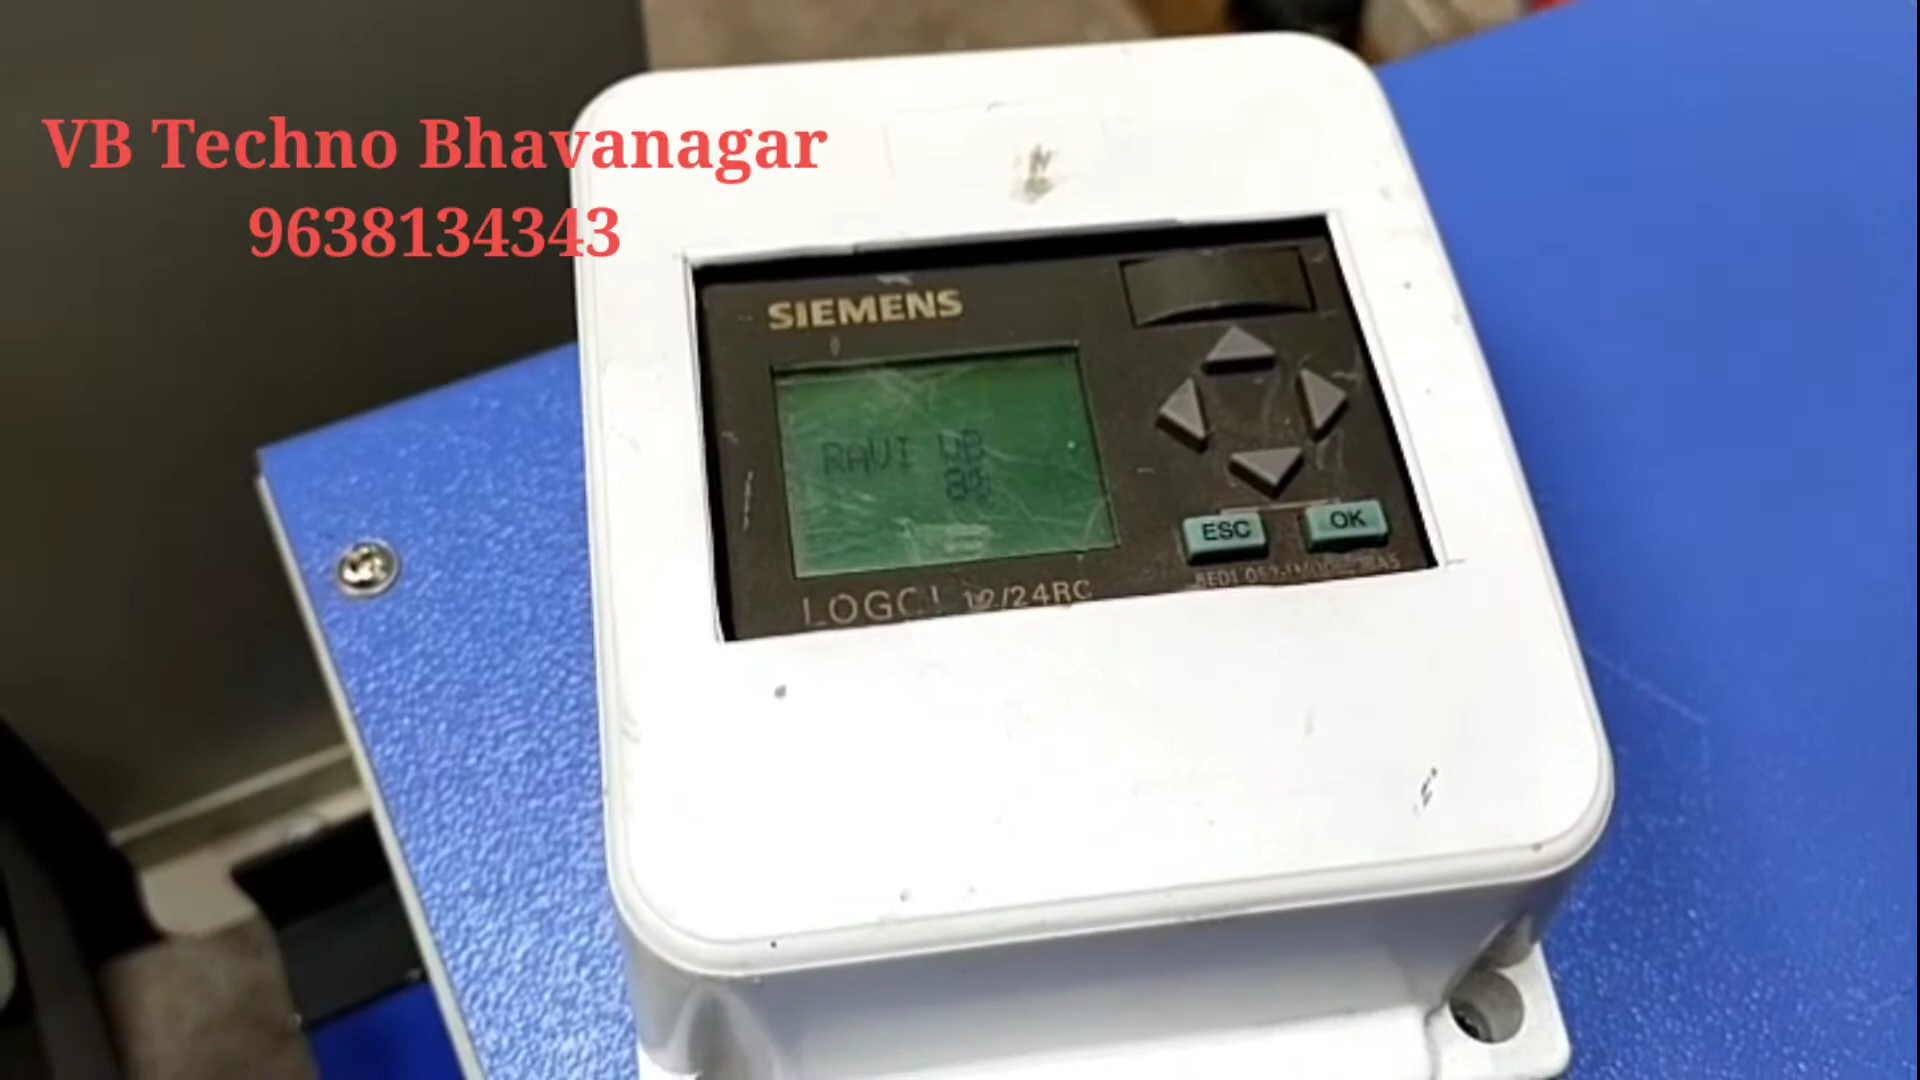 VB Techno Bhavanagar
9638134343
SIEMENS
RAVI VB
ESC
OK
LOGO! 12/24RC